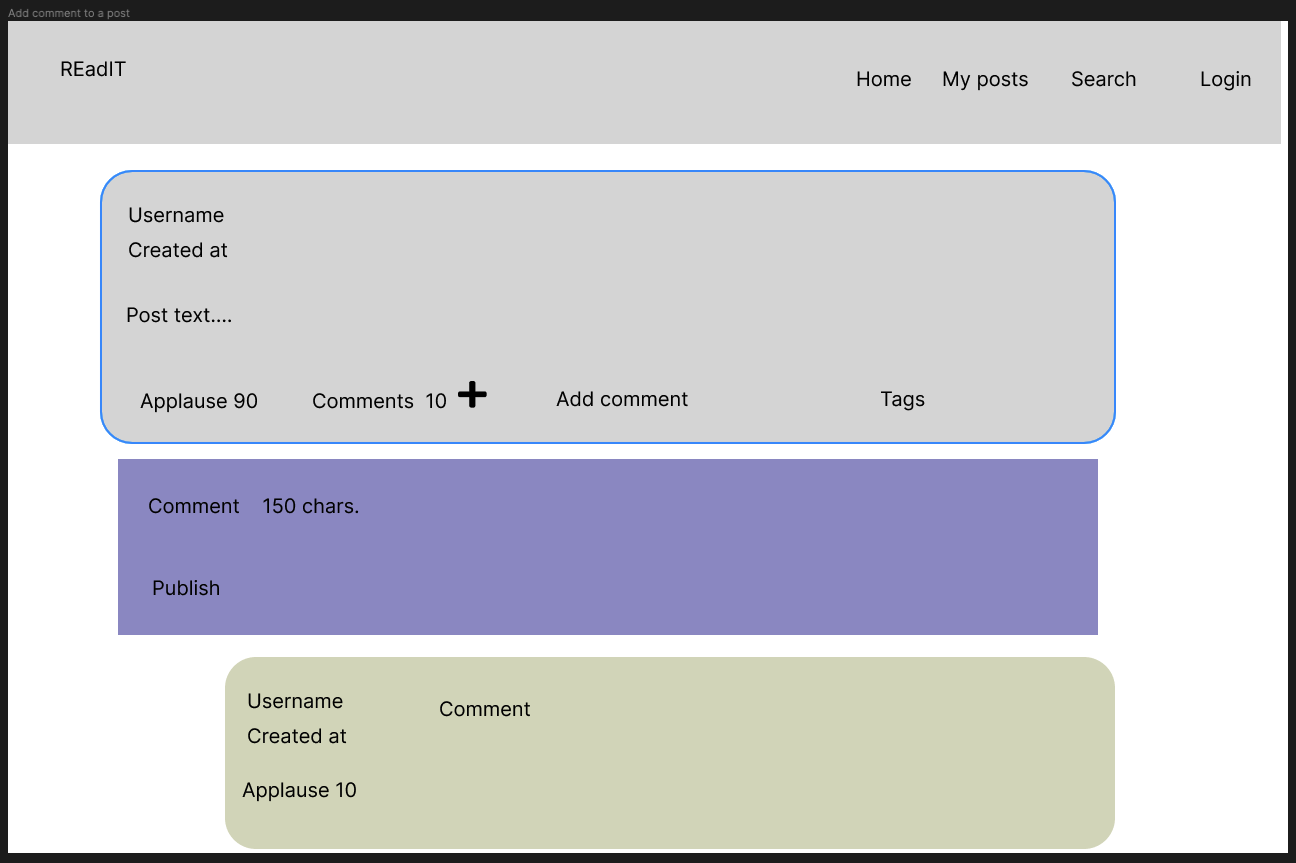 Add comment to a post
REadIT
Home My posts Search Login
Username
Created at
Post text....
Applause 90 Comments 10 Add comment Tags
Comment 150 chars.
Publish
Username
Comment
Created at
Applause 10